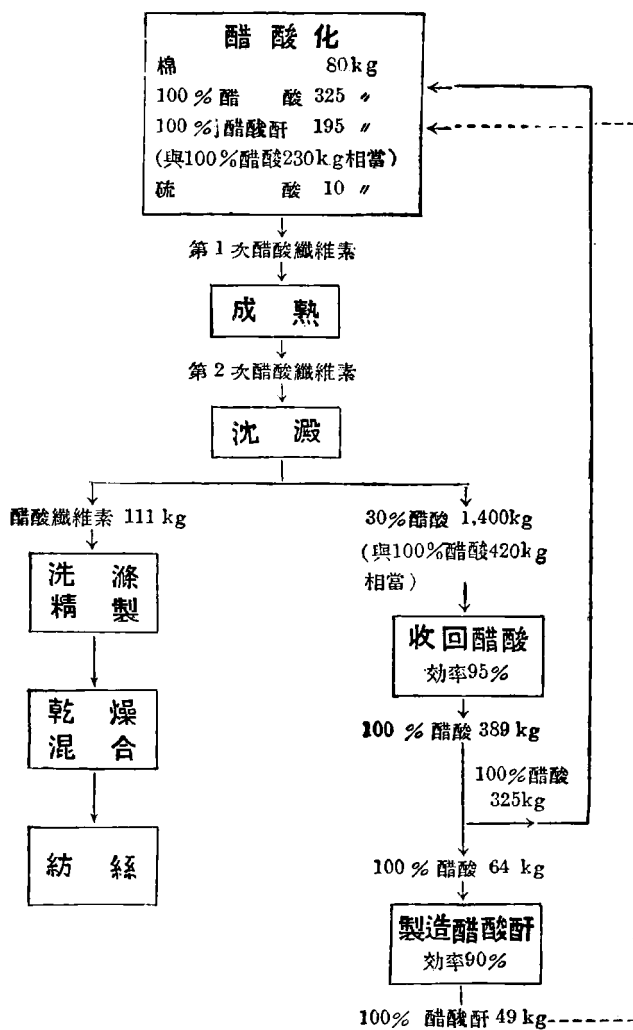 醋酸化
棉 80kg
100%醋 酸 325 〃
100%醋酸酐 195 〃
(與100%醋酸230kg相當)
硫 酸 10 〃
第1次醋酸纖維素
成 熟
第2次醋酸纖維素
沈 澱
醋酸纖維素 111 kg
洗 滌
精 製
乾 燥
混 合
紡 絲
30%醋酸 1,400kg
(與100%醋酸420kg
相當)
收回醋酸
効率95%
100 % 醋酸 389 kg
100%醋酸
325kg
100 % 醋酸 64 kg
製造醋酸酐
効率90%
100% 醋酸酐 49 kg